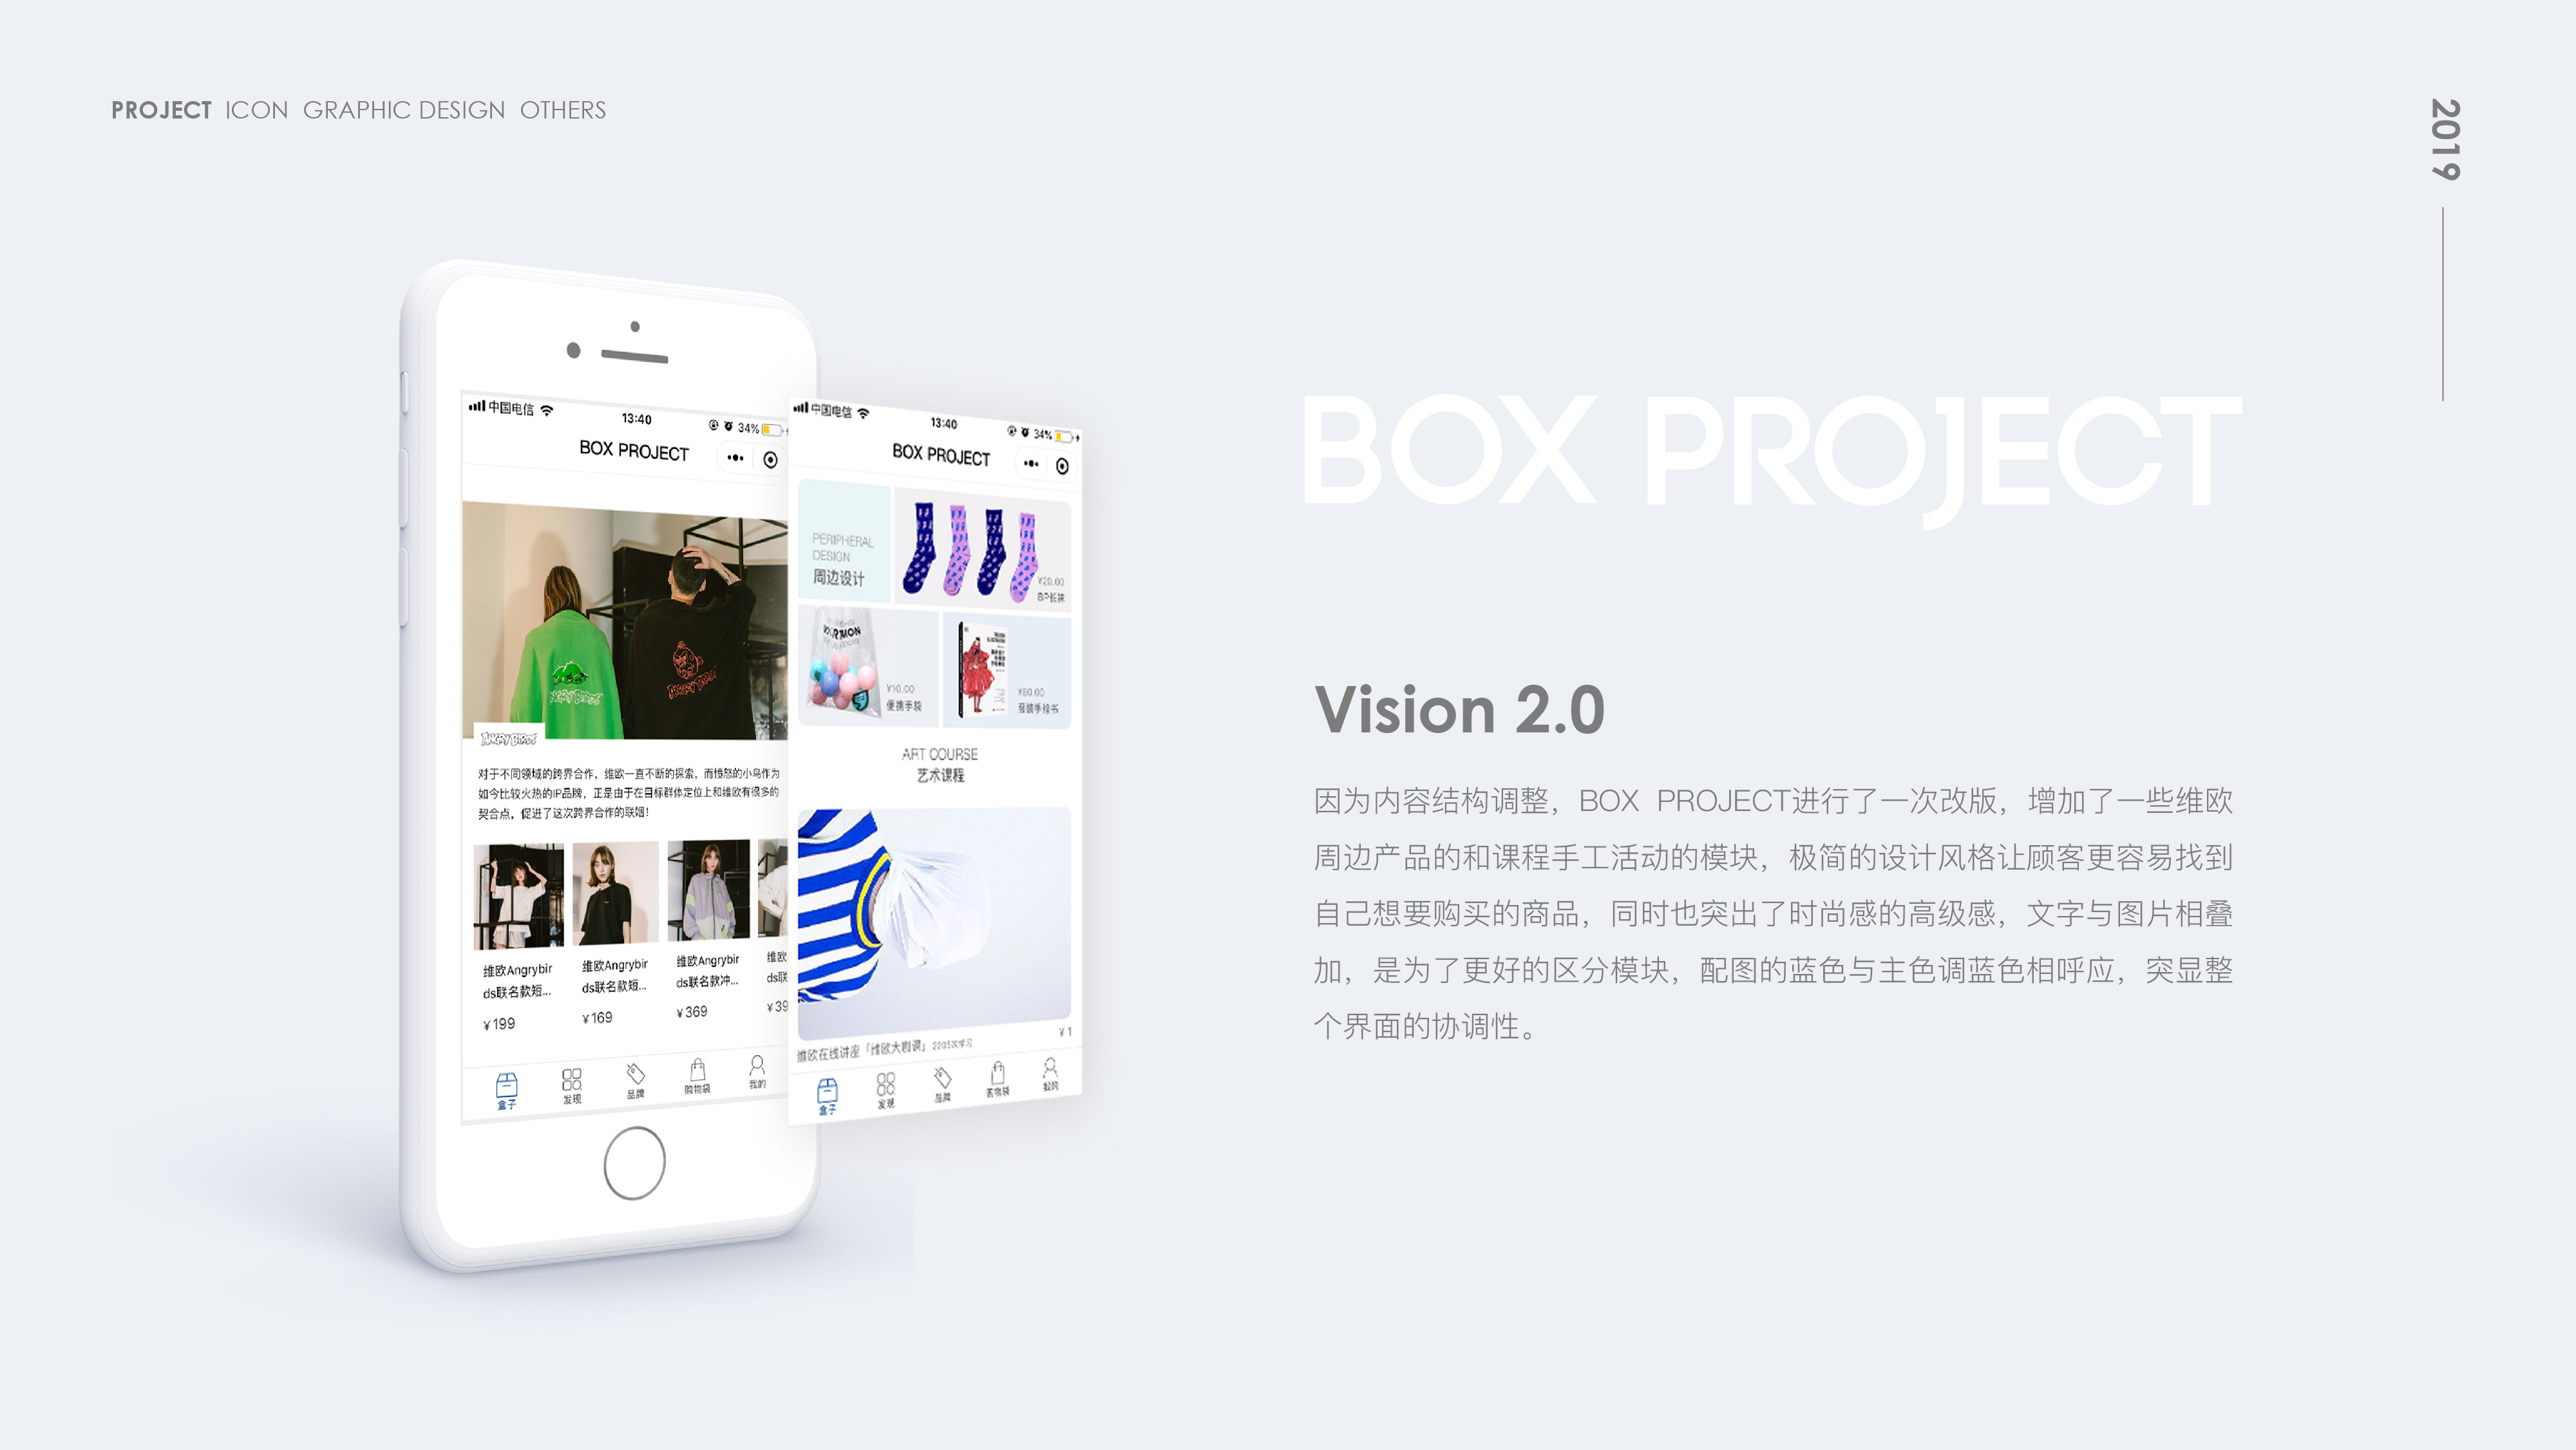 PROJECT ICON GRAPHIC DESIGN OTHERS
2019
中国电信
13:40
34%
BOX PROJECT
ANGRY BIRDS
ANGRY BIRDS
ANGRY BIRDS
对于不同领域的跨界合作，维欧一直不断的探索，而愤怒的小鸟作为
如今比较火热的IP品牌，正是由于在目标群体定位上和维欧有很多的
契合点，促进了这次跨界合作的联姻！
维欧Angrybir
ds联名款短...
¥199
维欧Angrybir
ds联名款短...
¥169
维欧Angrybir
ds联名款冲...
¥369
维欧
ds联
¥39
盒子
发现
品牌
购物袋
我的
中国电信
13:40
34%
BOX PROJECT
PERIPHERAL
DESIGN
周边设计
¥20.00
BP长袜
¥10.00
便携手袋
¥80.00
服装手绘书
ART COURSE
艺术课程
¥1
维欧在线讲座「维欧大咖课」2203次学习
盒子
发现
品牌
购物袋
我的
BOX PROJECT
Vision 2.0
因为内容结构调整，BOX PROJECT进行了一次改版，增加了一些维欧
周边产品的和课程手工活动的模块，极简的设计风格让顾客更容易找到
自己想要购买的商品，同时也突出了时尚感的高级感，文字与图片相叠
加，是为了更好的区分模块，配图的蓝色与主色调蓝色相呼应，突显整
个界面的协调性。